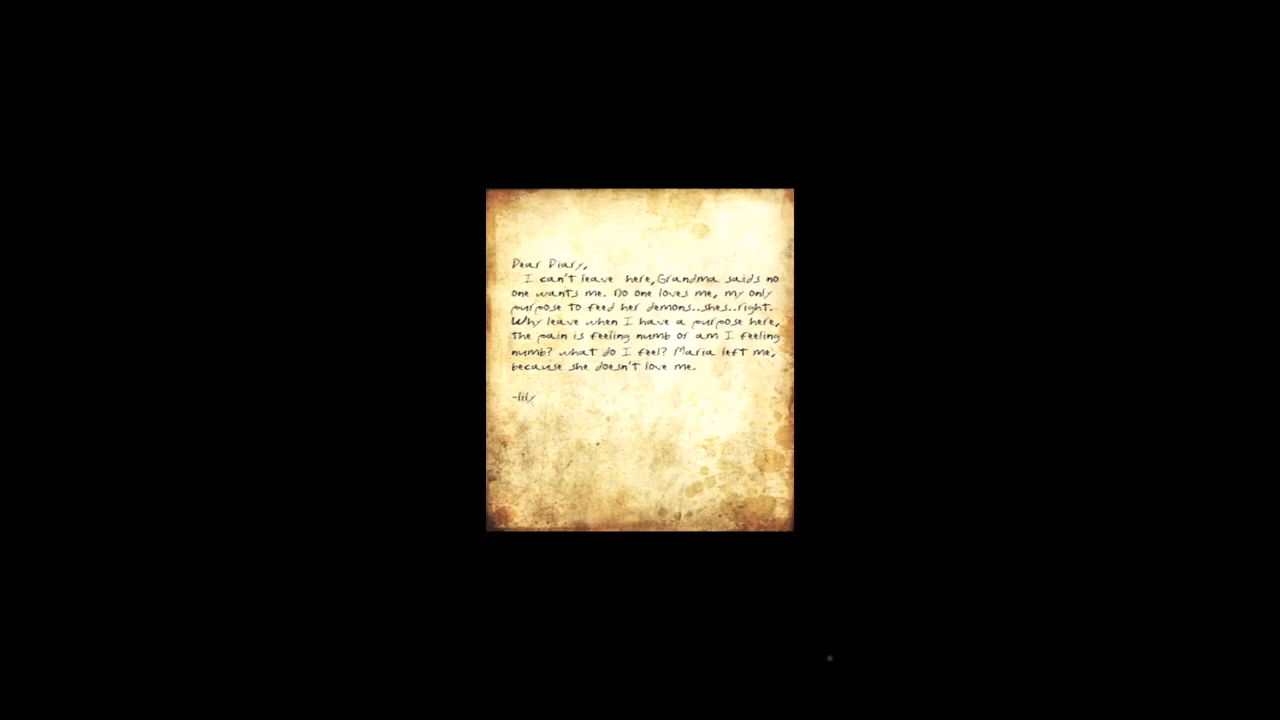 Dear Diary,
I can't leave here, Grandma saids no
one wants me. No one loves me, my only
purpose to feed her demons..shes..right.
Why leave when I have a purpose here,
the pain is feeling numb or am I feeling
numb? what do I feel? Maria left me,
because she doesn't love me.
-lily